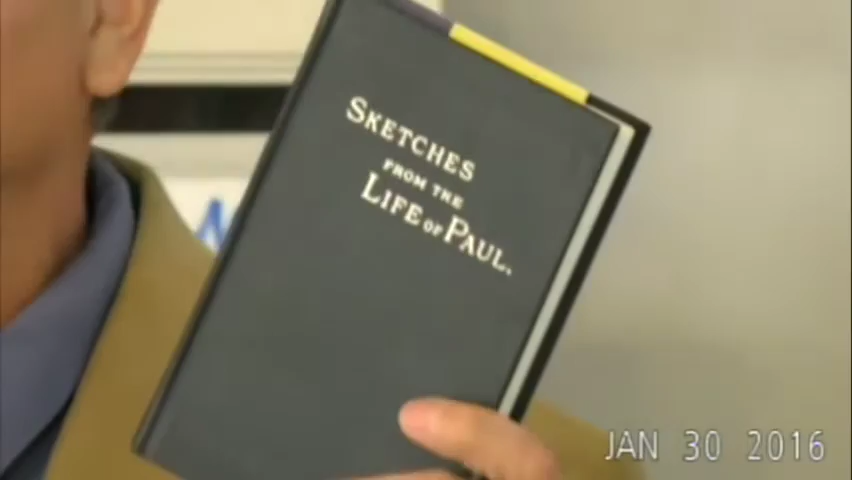 SKETCHES
FROM THE
LIFE OF PAUL.
JAN 30 2016